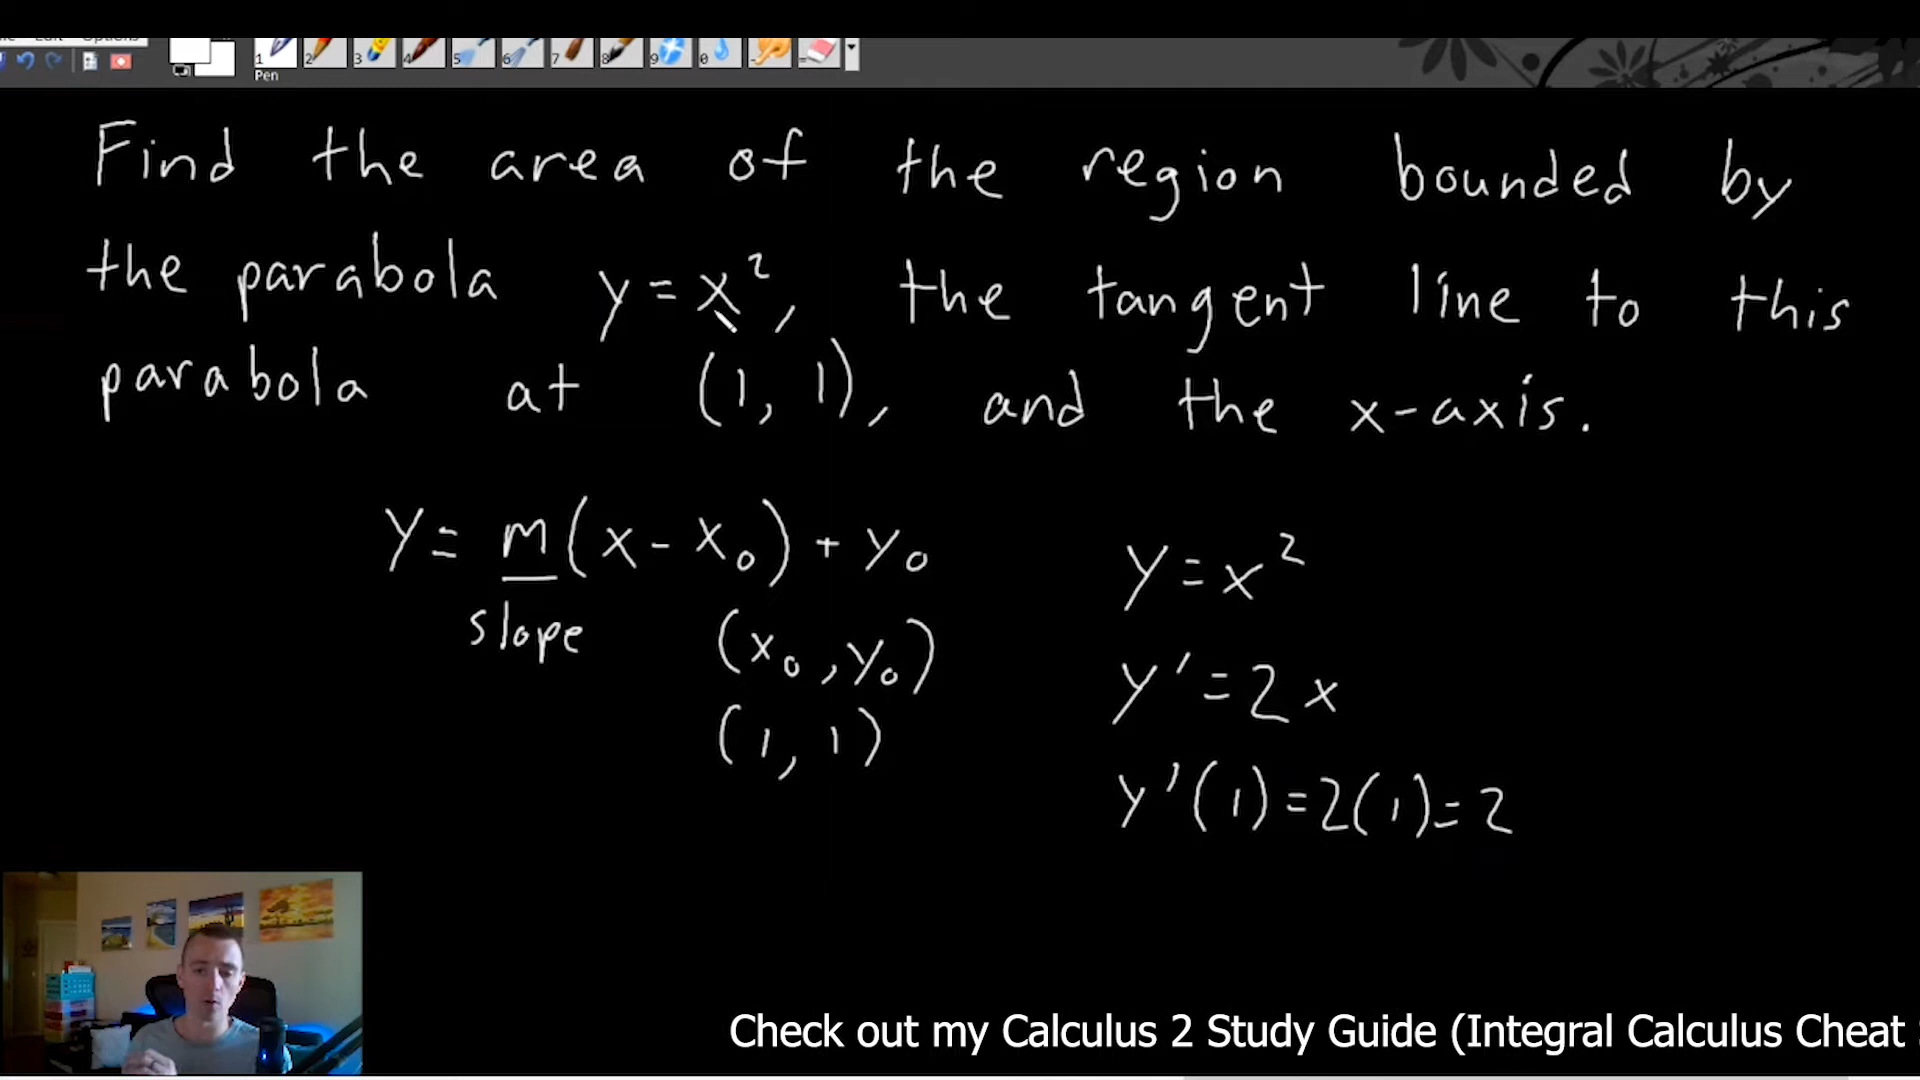 Pen
Find the area of the region bounded by
the parabola y = x², the tangent line to this
parabola at (1, 1), and the x-axis.
y = m(x - x₀) + y₀
slope
(x₀, y₀)
(1, 1)
y = x²
y' = 2x
y'(1) = 2(1) = 2
Check out my Calculus 2 Study Guide (Integral Calculus Cheat